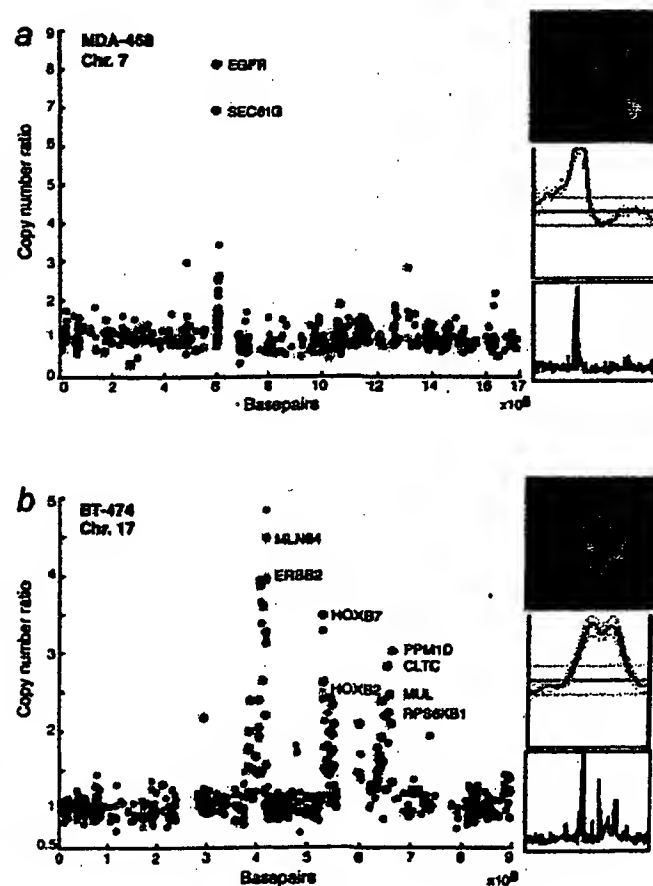 a
MDA-468
Chr. 7
EGFR
SEC61G
Copy number ratio
9
8
7
6
5
4
3
2
1
0
0 2 4 6 8 10 12 14 16 17
Basepairs
b
BT-474
Chr. 17
MLN64
ERBB2
HOXB7
PPM1D
CLTC
HOXB2
MUL
RPS6KB1
Copy number ratio
5
4
3
2
1
0.5
0 1 2 3 4 5 6 7 8 9
Basepairs